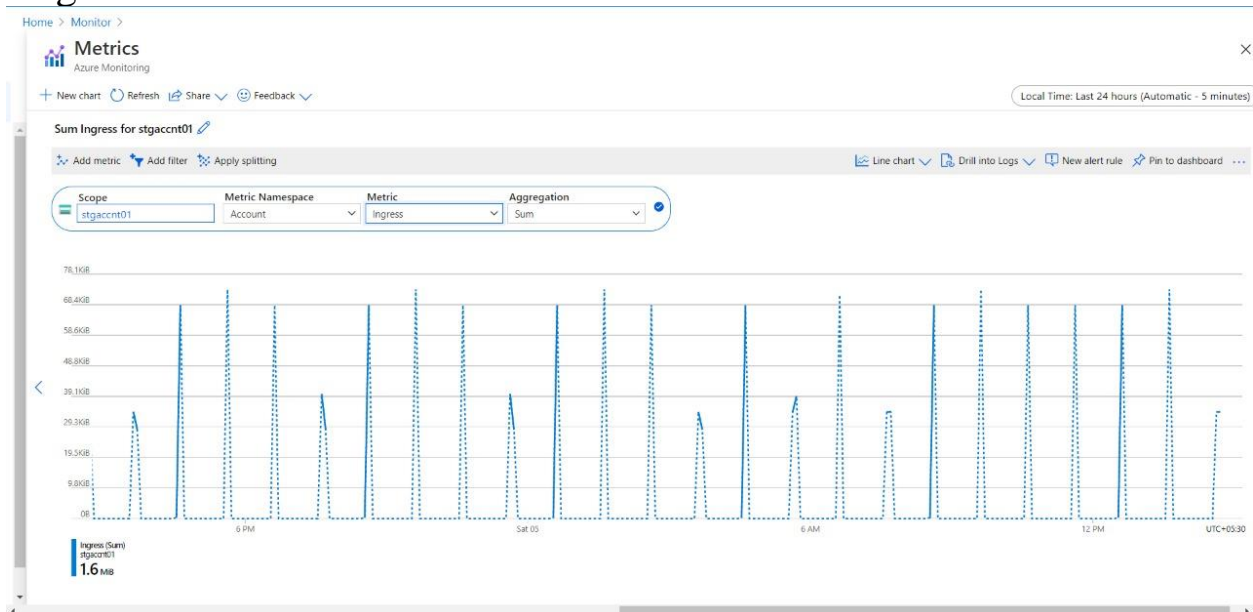 Home > Monitor >
Metrics
Azure Monitoring
New chart Refresh Share Feedback
Local Time: Last 24 hours (Automatic - 5 minutes)
Sum Ingress for stgaccnt01
Add metric Add filter Apply splitting
Line chart Drill into Logs New alert rule Pin to dashboard ...
Scope Metric Namespace Metric Aggregation
stgaccnt01 Account Ingress Sum
78.1KiB
68.4KiB
58.6KiB
48.8KiB
39.1KiB
29.3KiB
19.5KiB
9.8KiB
0B
6 PM Sat 05 6 AM 12 PM UTC+05:30
Ingress (Sum)
stgaccnt01
1.6 MiB